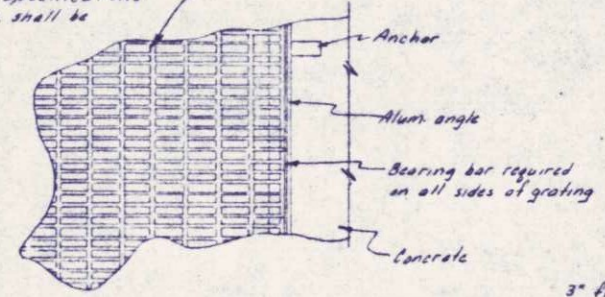 shall be
Anchor
Alum. angle
Bearing bar required
on all sides of grating
Concrete
3"